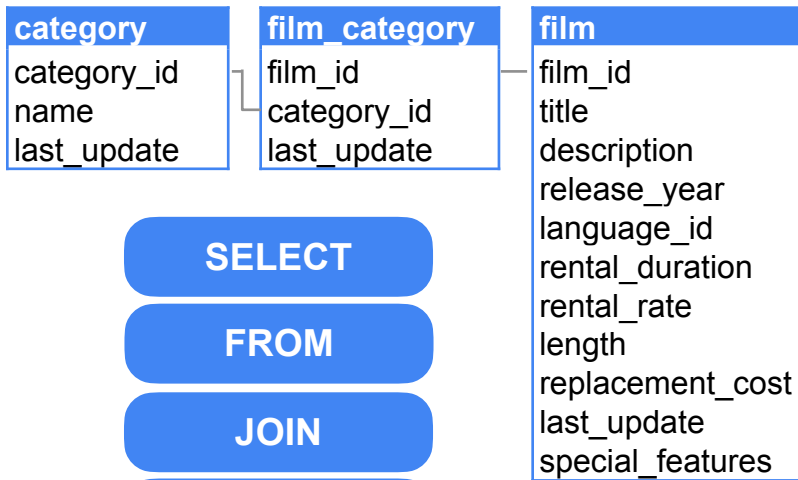 category
category_id
name
last_update
film_category
film_id
category_id
last_update
film
film_id
title
description
release_year
language_id
rental_duration
rental_rate
length
replacement_cost
last_update
special_features
SELECT
FROM
JOIN